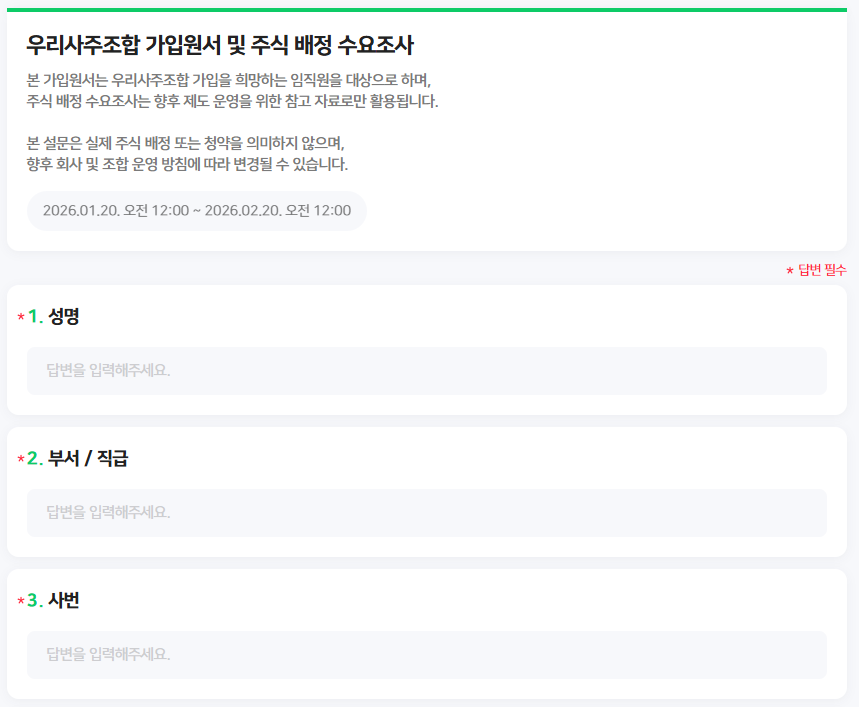 우리사주조합 가입원서 및 주식 배정 수요조사
본 가입원서는 우리사주조합 가입을 희망하는 임직원을 대상으로 하며,
주식 배정 수요조사는 향후 제도 운영을 위한 참고 자료로만 활용됩니다.
본 설문은 실제 주식 배정 또는 청약을 의미하지 않으며,
향후 회사 및 조합 운영 방침에 따라 변경될 수 있습니다.
2026.01.20. 오전 12:00 ~ 2026.02.20. 오전 12:00
* 답변 필수
*1. 성명
답변을 입력해주세요.
*2. 부서 / 직급
답변을 입력해주세요.
*3. 사번
답변을 입력해주세요.